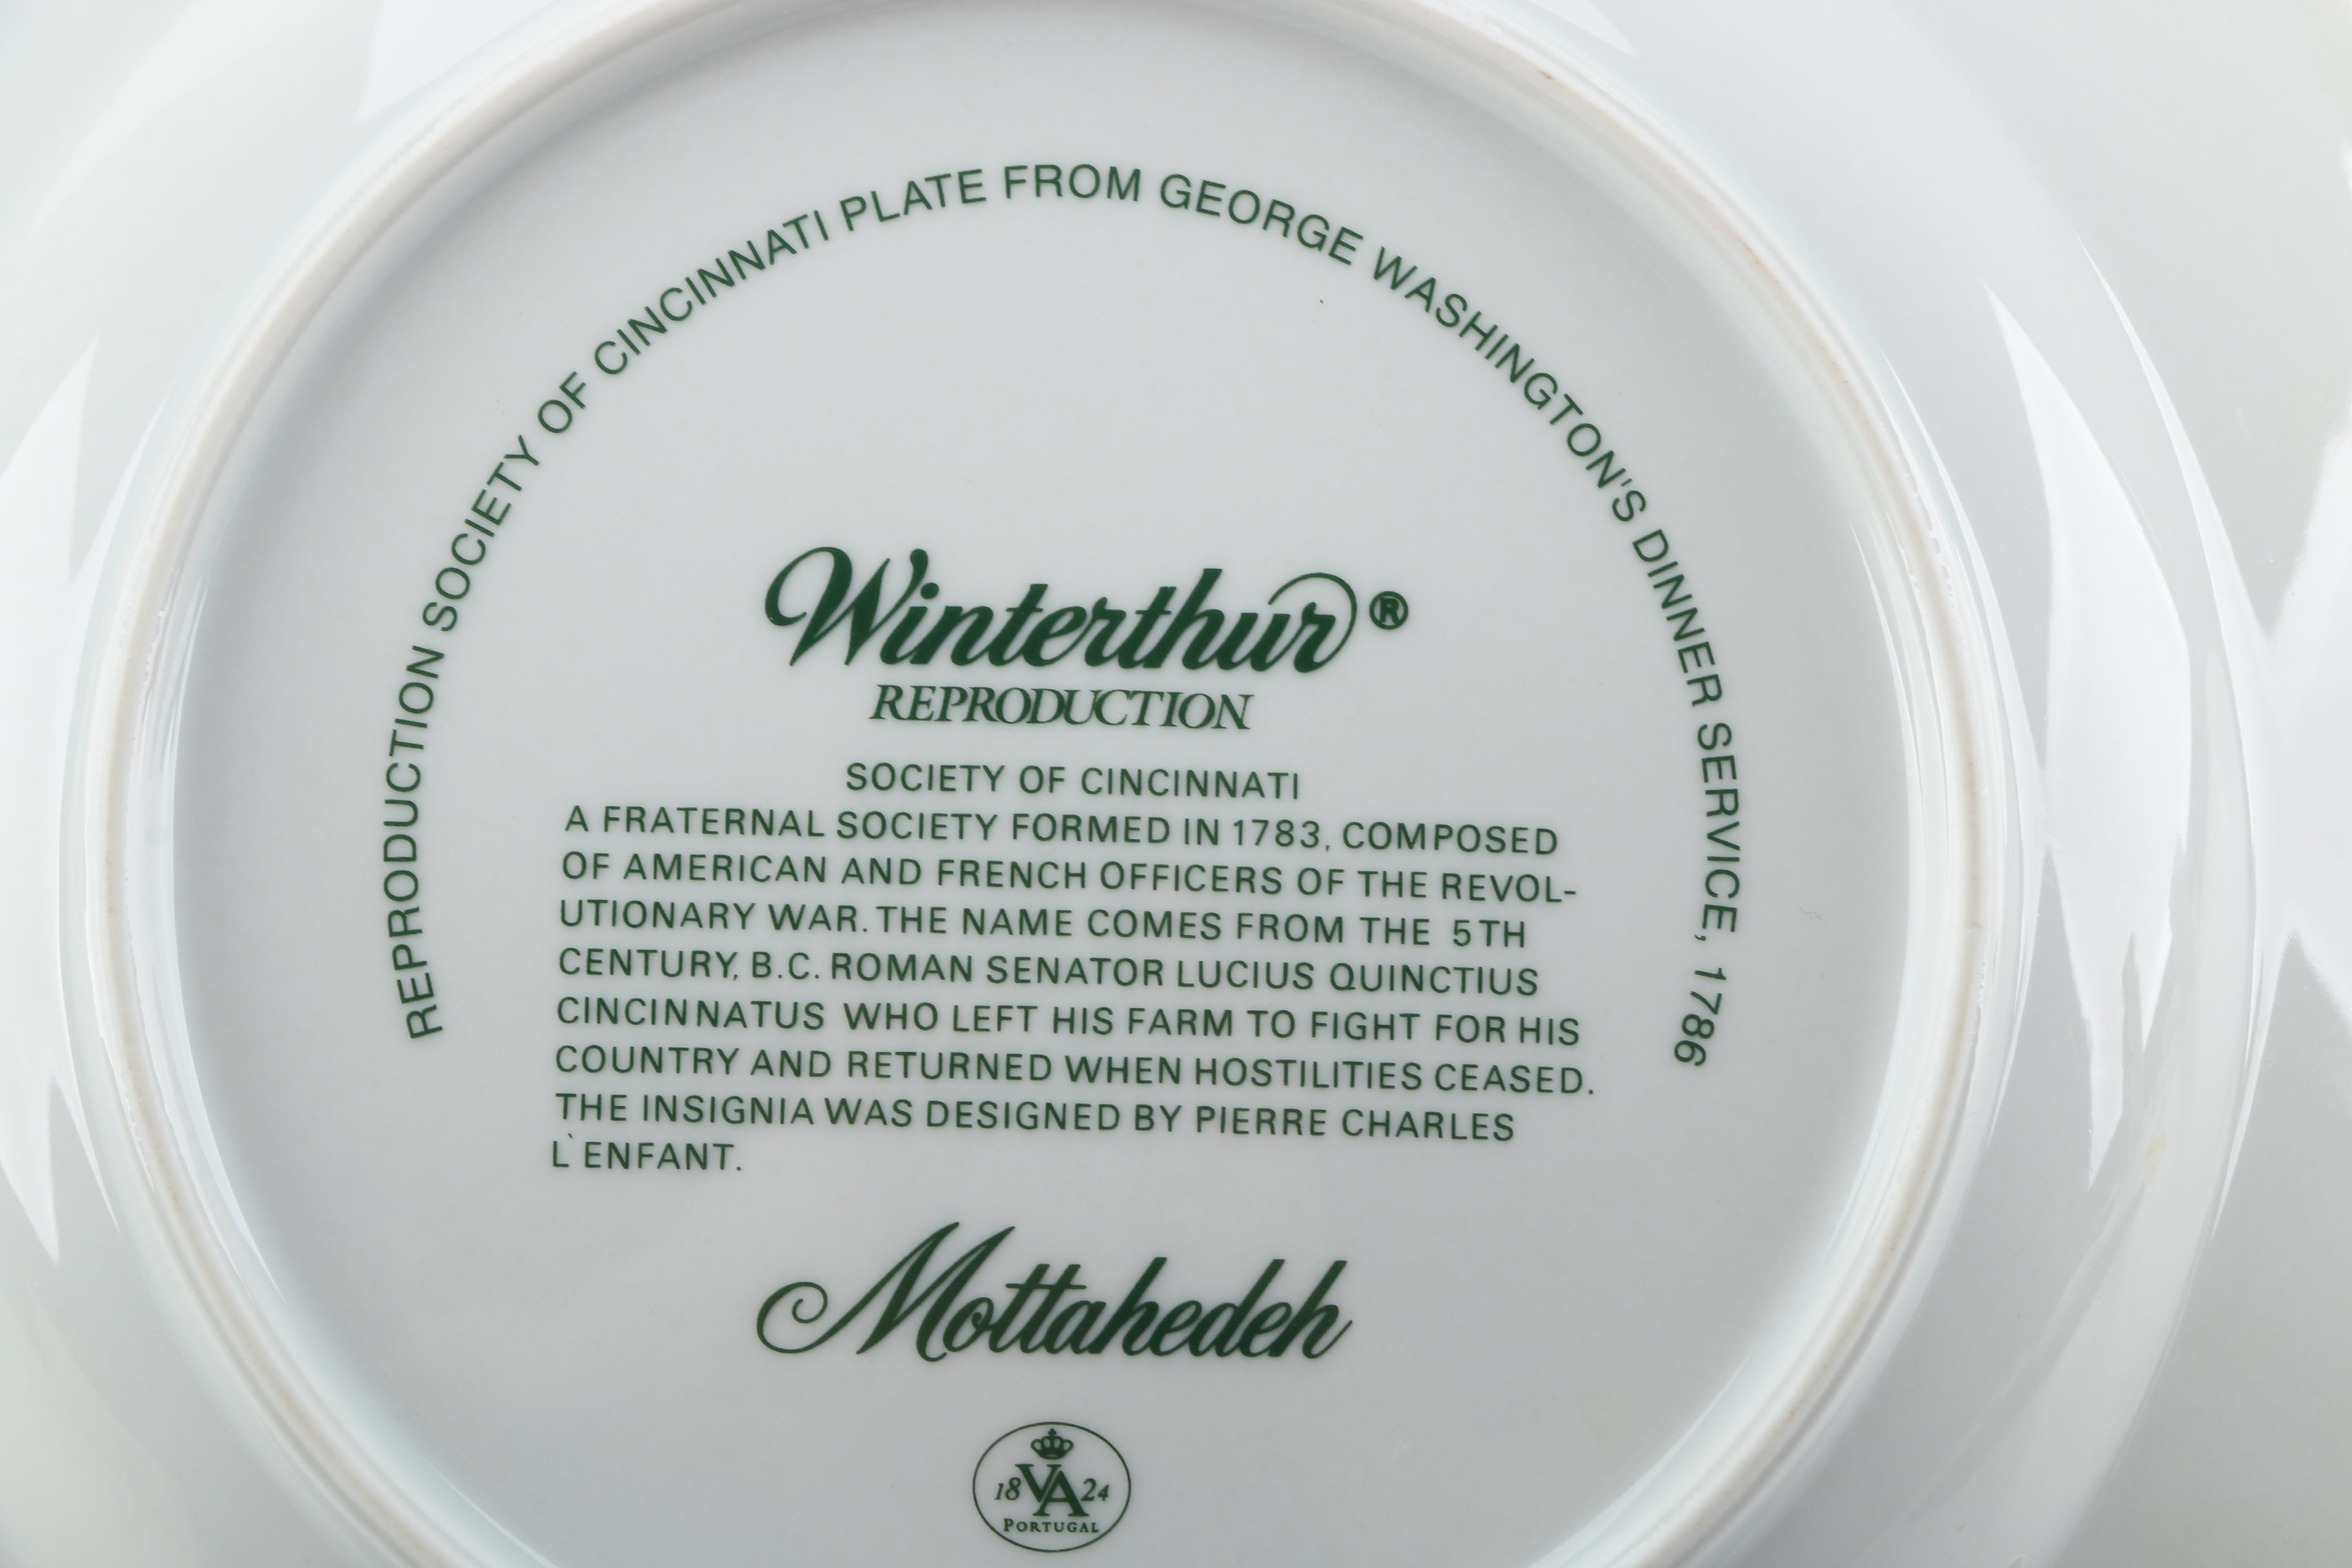 REPRODUCTION SOCIETY OF CINCINNATI PLATE FROM GEORGE WASHINGTON'S DINNER SERVICE, 1786
Winterthur®
REPRODUCTION
SOCIETY OF CINCINNATI
A FRATERNAL SOCIETY FORMED IN 1783, COMPOSED
OF AMERICAN AND FRENCH OFFICERS OF THE REVOL-
UTIONARY WAR. THE NAME COMES FROM THE 5TH
CENTURY, B.C. ROMAN SENATOR LUCIUS QUINCTIUS
CINCINNATUS WHO LEFT HIS FARM TO FIGHT FOR HIS
COUNTRY AND RETURNED WHEN HOSTILITIES CEASED.
THE INSIGNIA WAS DESIGNED BY PIERRE CHARLES
L`ENFANT.
Mottahedeh
18 VA 24
PORTUGAL